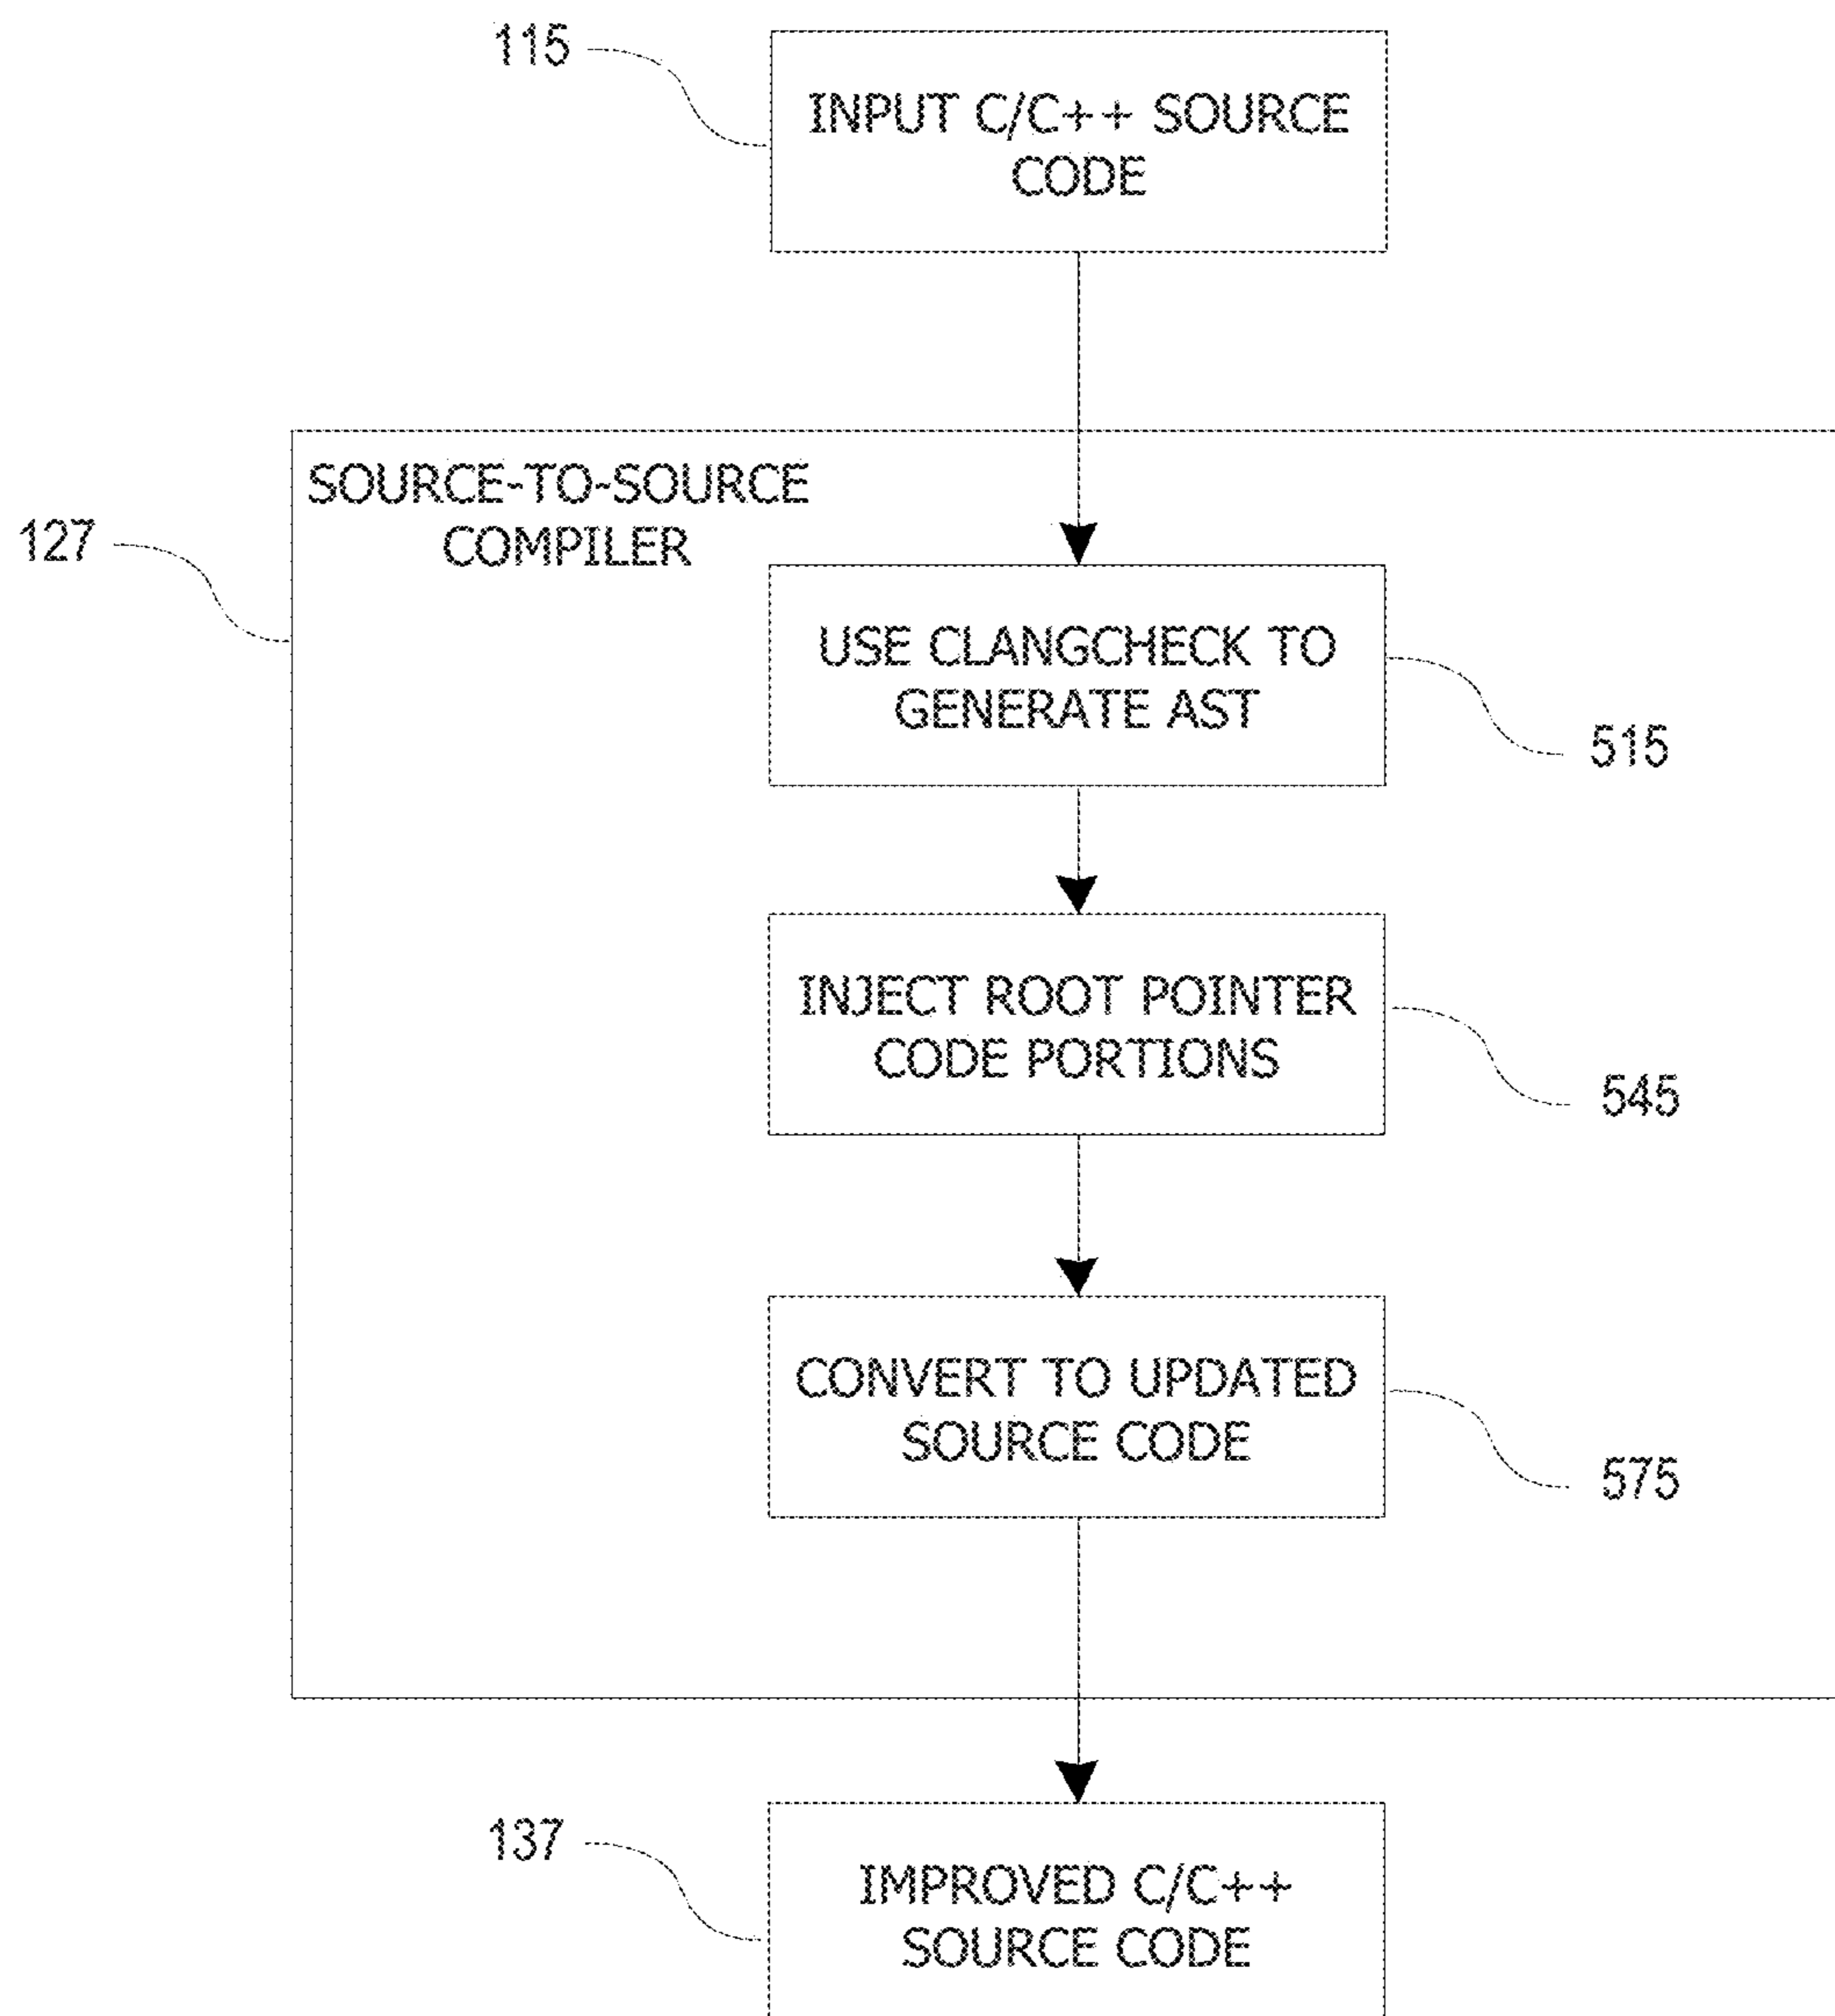 115
INPUT C/C++ SOURCE
CODE
SOURCE-TO-SOURCE
COMPILER
127
USE CLANGCHECK TO
GENERATE AST
515
INJECT ROOT POINTER
CODE PORTIONS
545
CONVERT TO UPDATED
SOURCE CODE
575
137
IMPROVED C/C++
SOURCE CODE